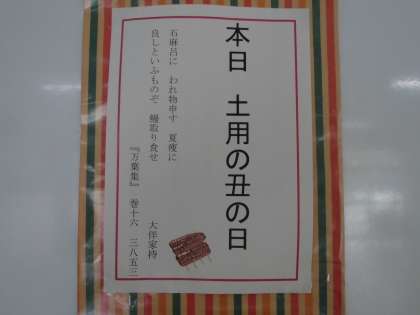 本日　土用の丑の日
石麻呂に　われ物申す　夏痩に
良しといふものぞ　鰻取り食せ
『万葉集』　巻十六　三八五三
大伴家持